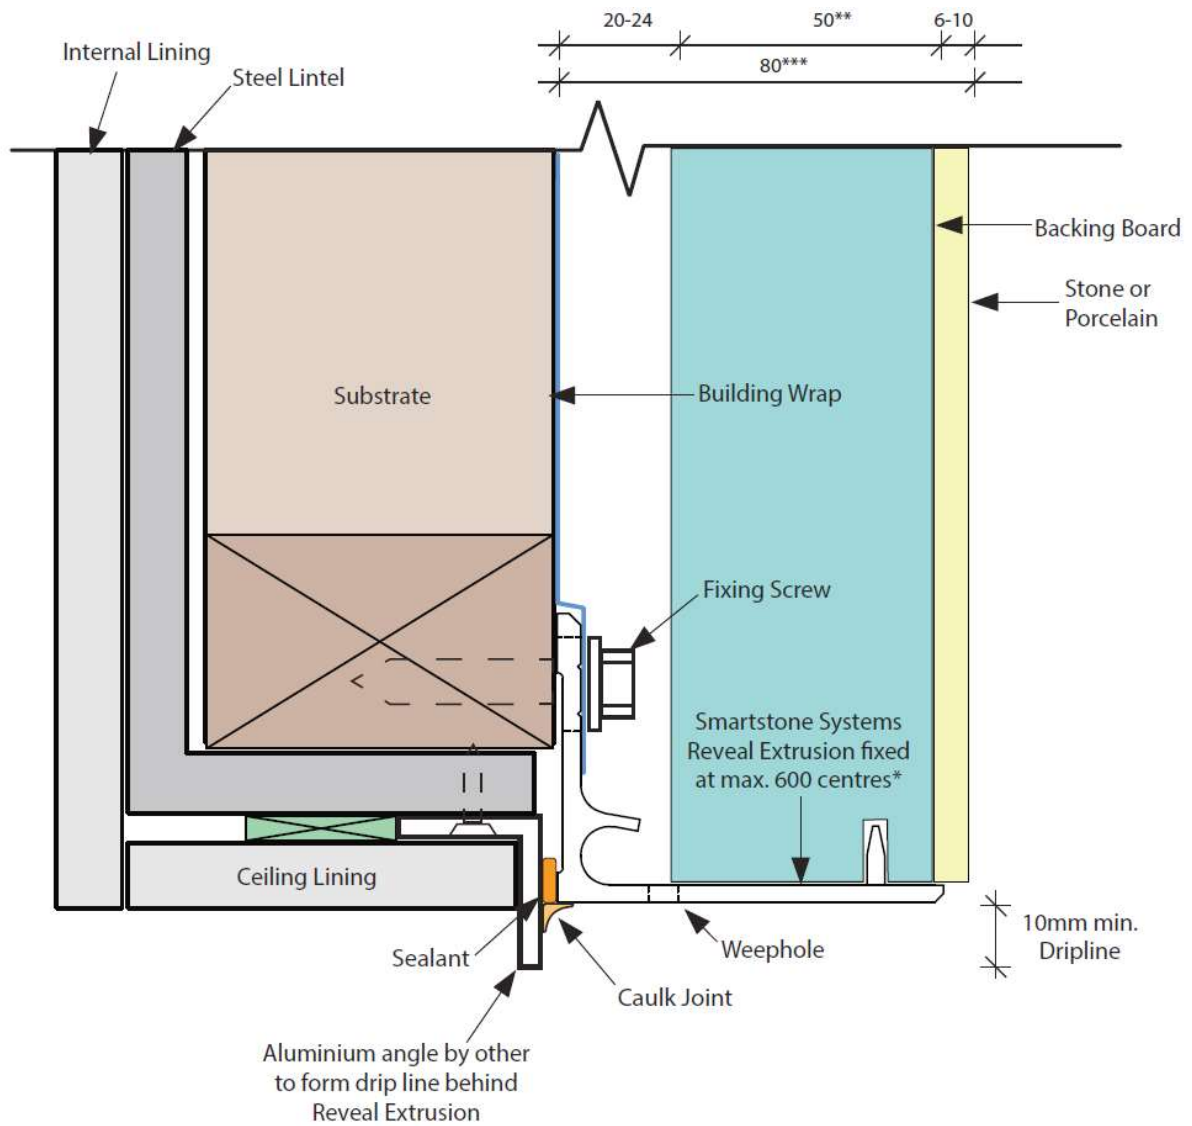 20-24
50**
6-10
80***
Internal Lining
Steel Lintel
Backing Board
Stone or
Porcelain
Substrate
Building Wrap
Fixing Screw
Smartstone Systems
Reveal Extrusion fixed
at max. 600 centres*
Ceiling Lining
10mm min.
Dripline
Sealant
Weephole
Caulk Joint
Aluminium angle by other
to form drip line behind
Reveal Extrusion